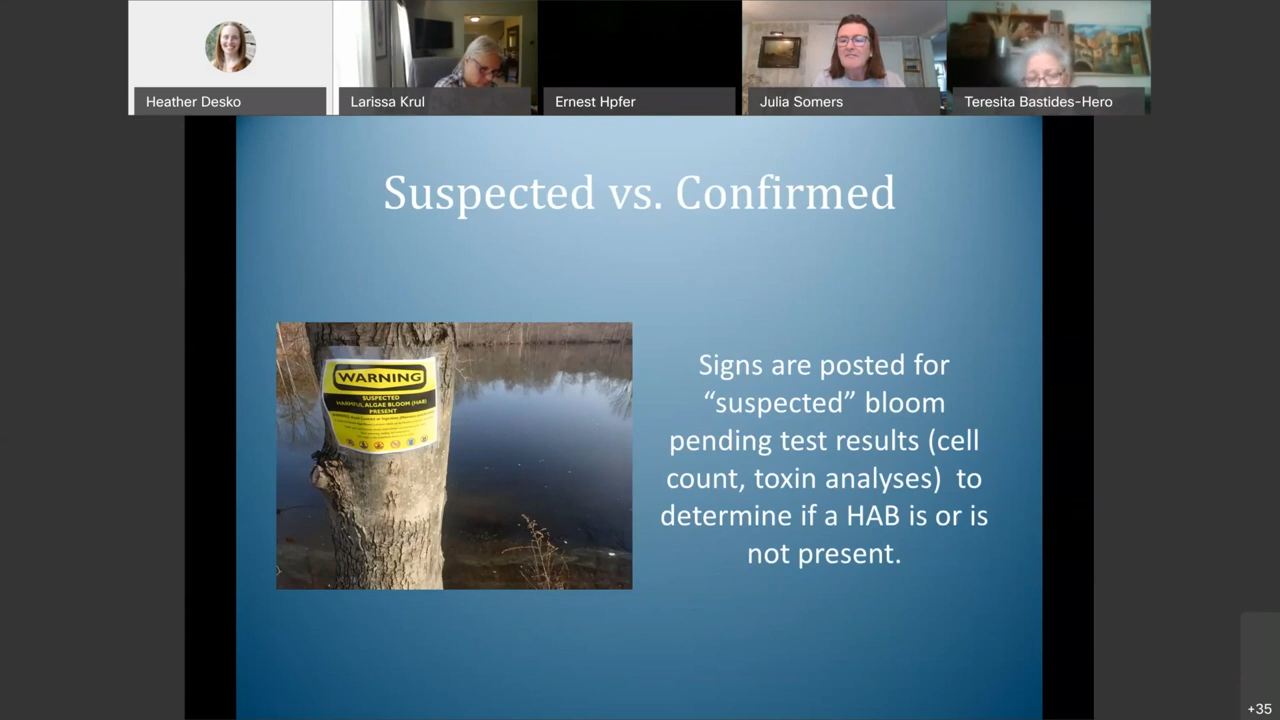 Heather Desko
Larissa Krul
Ernest Hpfer
Julia Somers
Teresita Bastides-Hero
Suspected vs. Confirmed
WARNING
SUSPECTED
HARMFUL ALGAE BLOOM (HAB)
PRESENT
Signs are posted for
“suspected” bloom
pending test results (cell
count, toxin analyses)  to
determine if a HAB is or is
not present.
+35